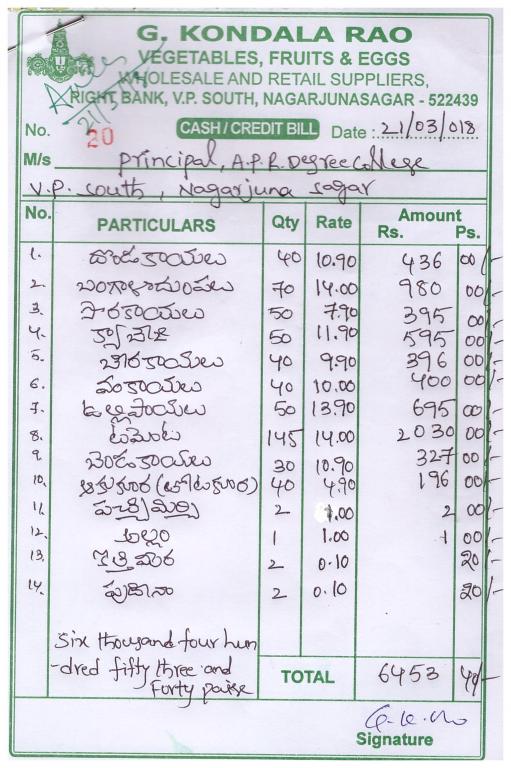 G. KONDALA RAO
VEGETABLES, FRUITS & EGGS
WHOLESALE AND RETAIL SUPPLIERS,
RIGHT BANK, V.P. SOUTH, NAGARJUNASAGAR - 522439
No. 20 CASH / CREDIT BILL Date : 21/03/018
M/s Principal, A.P.R. Degree College
V.P. South, Nagarjuna Sagar
No. PARTICULARS Qty Rate Amount
Rs. Ps.
1. దొండకాయలు 40 10.90 436 00/-
2. బంగాళాదుంపలు 70 14.00 980 00/-
3. సొరకాయలు 50 7.90 395 00/-
4. క్యాబేజి 50 11.90 595 00/-
5. బీరకాయలు 40 9.90 396 00/-
6. వంకాయలు 40 10.00 400 00/-
7. ఉల్లిపాయలు 50 13.90 695 00/-
8. టమోట 145 14.00 2030 00/-
9. బెండకాయలు 30 10.90 327 00/-
10. ఆకుకూర (తోటకూర) 40 4.90 196 00/-
11. పచ్చిమిర్చి 2 1.00 2 00/-
12. అల్లం 1 1.00 1 00/-
13. కొత్తిమీర 2 0.10 20/-
14. పుదీనా 2 0.10 20/-
Six thousand four hun
-dred fifty three and
Forty paise
TOTAL 6453 40/-
Signature